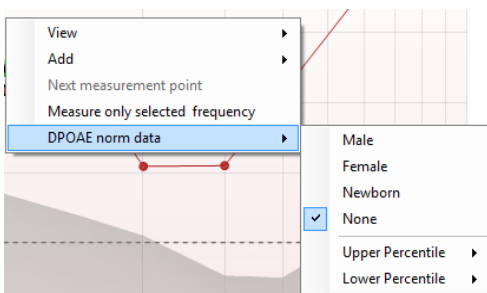 View
Add
Next measurement point
Measure only selected frequency
DPOAE norm data
Male
Female
Newborn
None
Upper Percentile
Lower Percentile